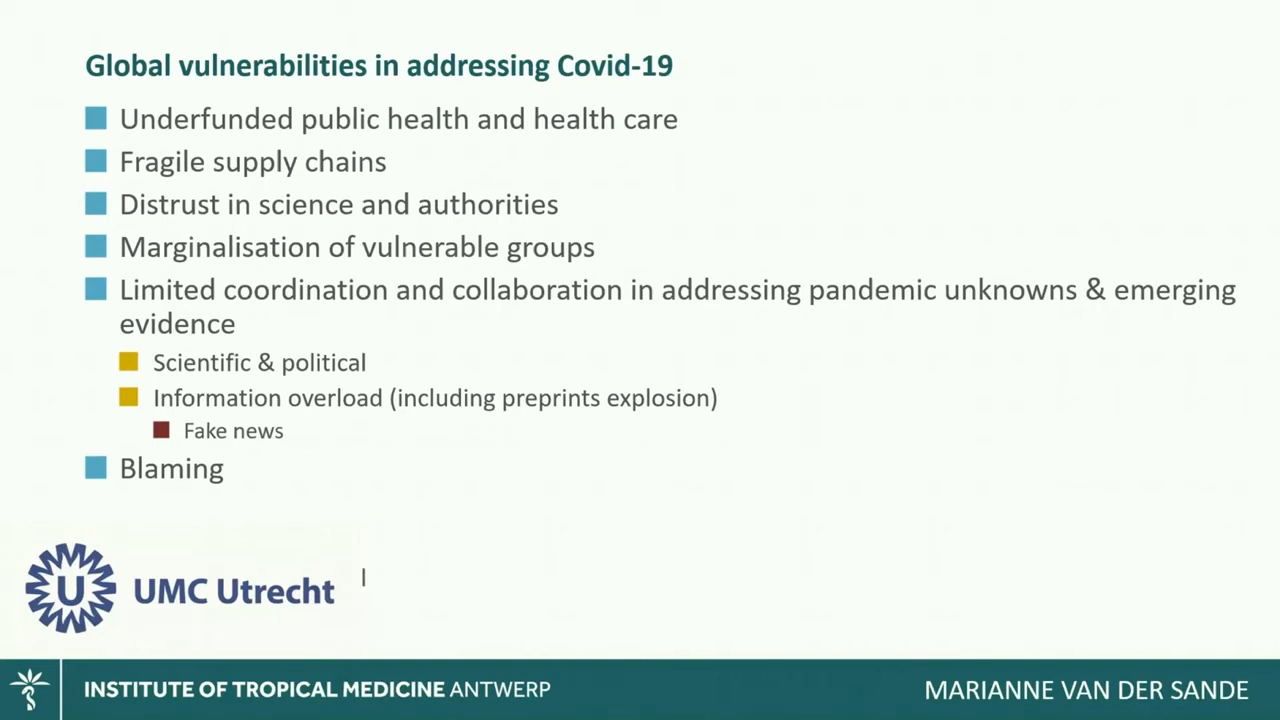 Global vulnerabilities in addressing Covid-19
Underfunded public health and health care
Fragile supply chains
Distrust in science and authorities
Marginalisation of vulnerable groups
Limited coordination and collaboration in addressing pandemic unknowns & emerging
evidence
Scientific & political
Information overload (including preprints explosion)
Fake news
Blaming
U UMC Utrecht
INSTITUTE OF TROPICAL MEDICINE ANTWERP
MARIANNE VAN DER SANDE